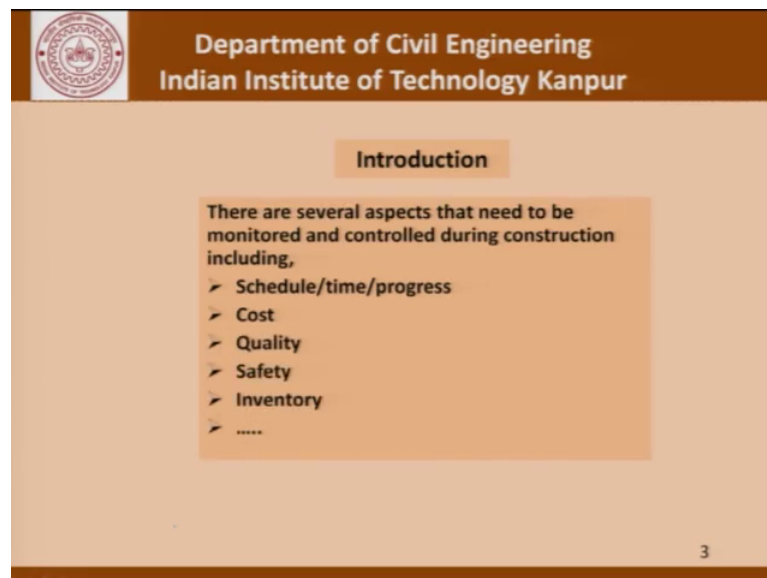 Department of Civil Engineering
Indian Institute of Technology Kanpur
Introduction
There are several aspects that need to be
monitored and controlled during construction
including,
➢ Schedule/time/progress
➢ Cost
➢ Quality
➢ Safety
➢ Inventory
➢ .....
3